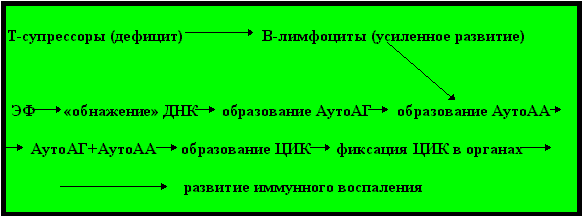 Т-супрессоры (дефицит) В-лимфоциты (усиленное развитие)
ЭФ «обнажение» ДНК образование АутоАГ образование АутоАА
АутоАГ+АутоАА образование ЦИК фиксация ЦИК в органах
развитие иммунного воспаления